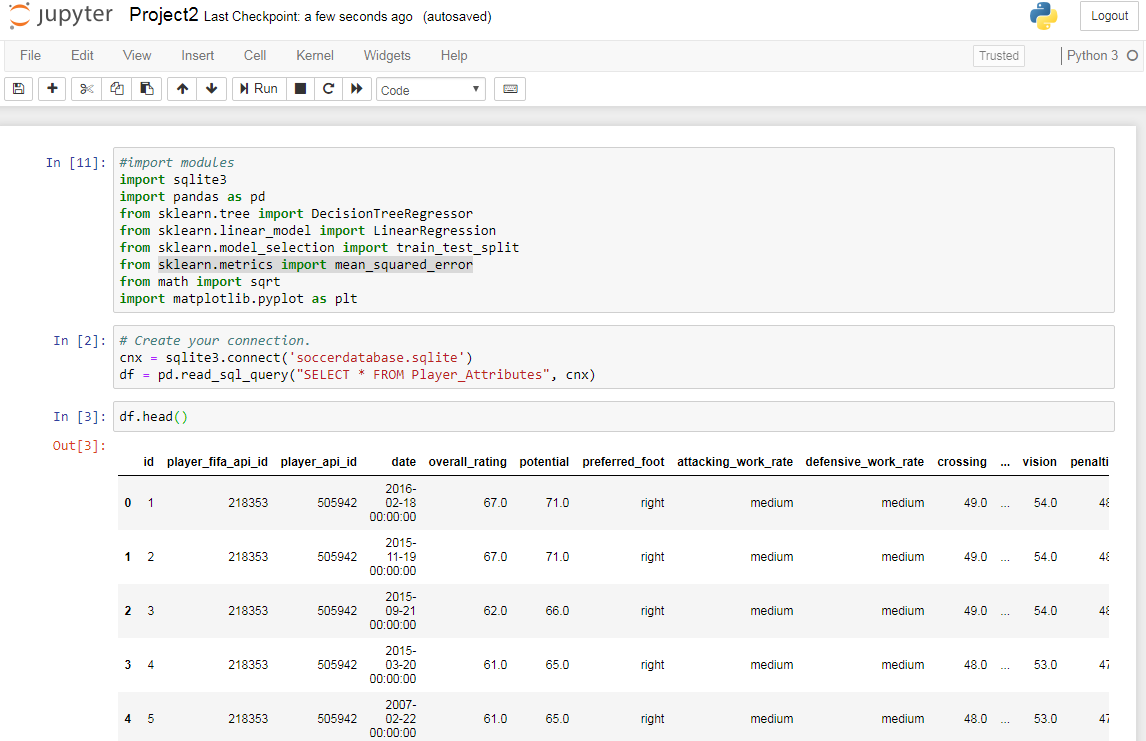 jupyter Project2 Last Checkpoint: a few seconds ago (autosaved) Logout
File Edit View Insert Cell Kernel Widgets Help Trusted Python 3
Run Code
In [11]: #import modules
import sqlite3
import pandas as pd
from sklearn.tree import DecisionTreeRegressor
from sklearn.linear_model import LinearRegression
from sklearn.model_selection import train_test_split
from sklearn.metrics import mean_squared_error
from math import sqrt
import matplotlib.pyplot as plt
In [2]: # Create your connection.
cnx = sqlite3.connect('soccerdatabase.sqlite')
df = pd.read_sql_query("SELECT * FROM Player_Attributes", cnx)
In [3]: df.head()
Out[3]:
id player_fifa_api_id player_api_id date overall_rating potential preferred_foot attacking_work_rate defensive_work_rate crossing ... vision penalti
2016-
0 1 218353 505942 02-18 67.0 71.0 right medium medium 49.0 ... 54.0 48
00:00:00
2015-
1 2 218353 505942 11-19 67.0 71.0 right medium medium 49.0 ... 54.0 48
00:00:00
2015-
2 3 218353 505942 09-21 62.0 66.0 right medium medium 49.0 ... 54.0 48
00:00:00
2015-
3 4 218353 505942 03-20 61.0 65.0 right medium medium 48.0 ... 53.0 47
00:00:00
2007-
4 5 218353 505942 02-22 61.0 65.0 right medium medium 48.0 ... 53.0 47
00:00:00